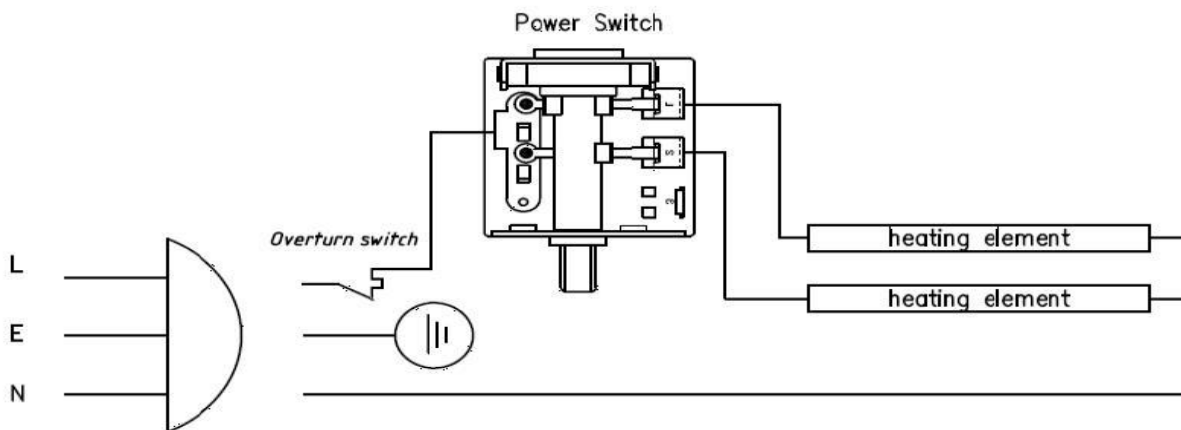 Power Switch
Overturn switch
L
E
N
heating element
heating element